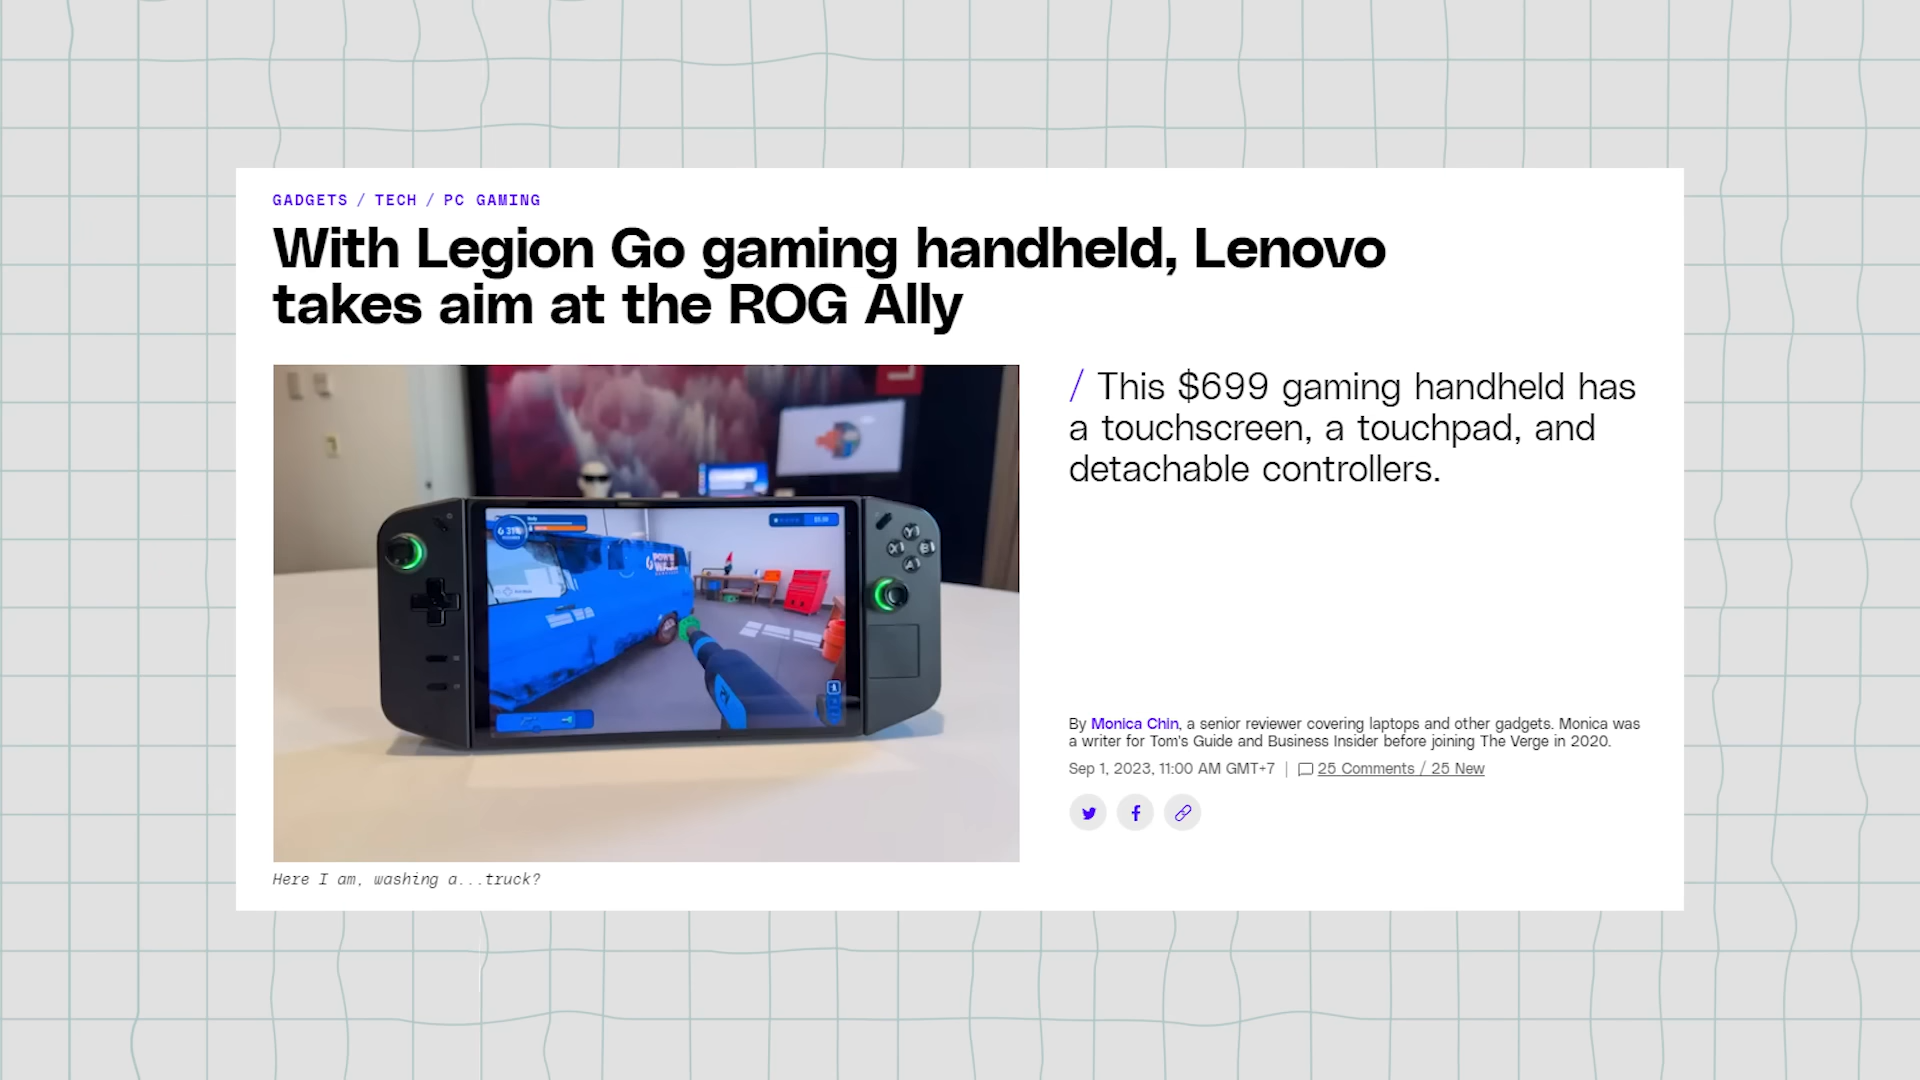 GADGETS / TECH / PC GAMING
With Legion Go gaming handheld, Lenovo
takes aim at the ROG Ally
/ This $699 gaming handheld has
a touchscreen, a touchpad, and
detachable controllers.
Y
X B
A
By Monica Chin, a senior reviewer covering laptops and other gadgets. Monica was
a writer for Tom's Guide and Business Insider before joining The Verge in 2020.
Sep 1, 2023, 11:00 AM GMT+7 | 25 Comments / 25 New
Here I am, washing a...truck?